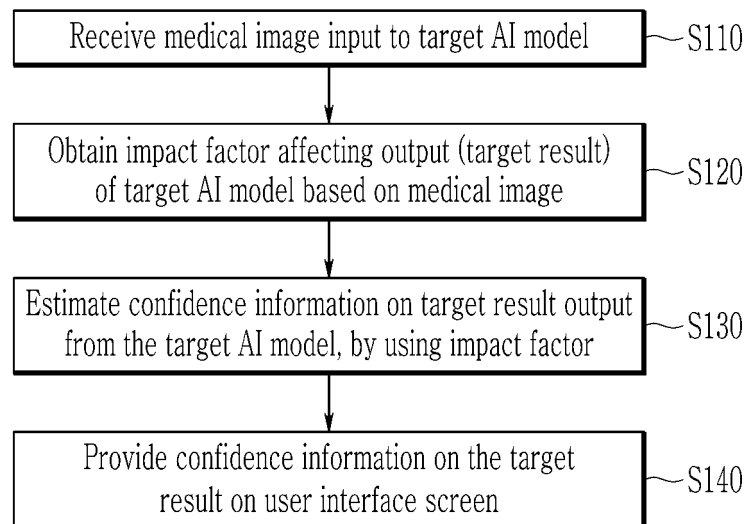 Receive medical image input to target AI model
S110
Obtain impact factor affecting output (target result)
of target AI model based on medical image
S120
Estimate confidence information on target result output
from the target AI model, by using impact factor
S130
Provide confidence information on the target
result on user interface screen
S140